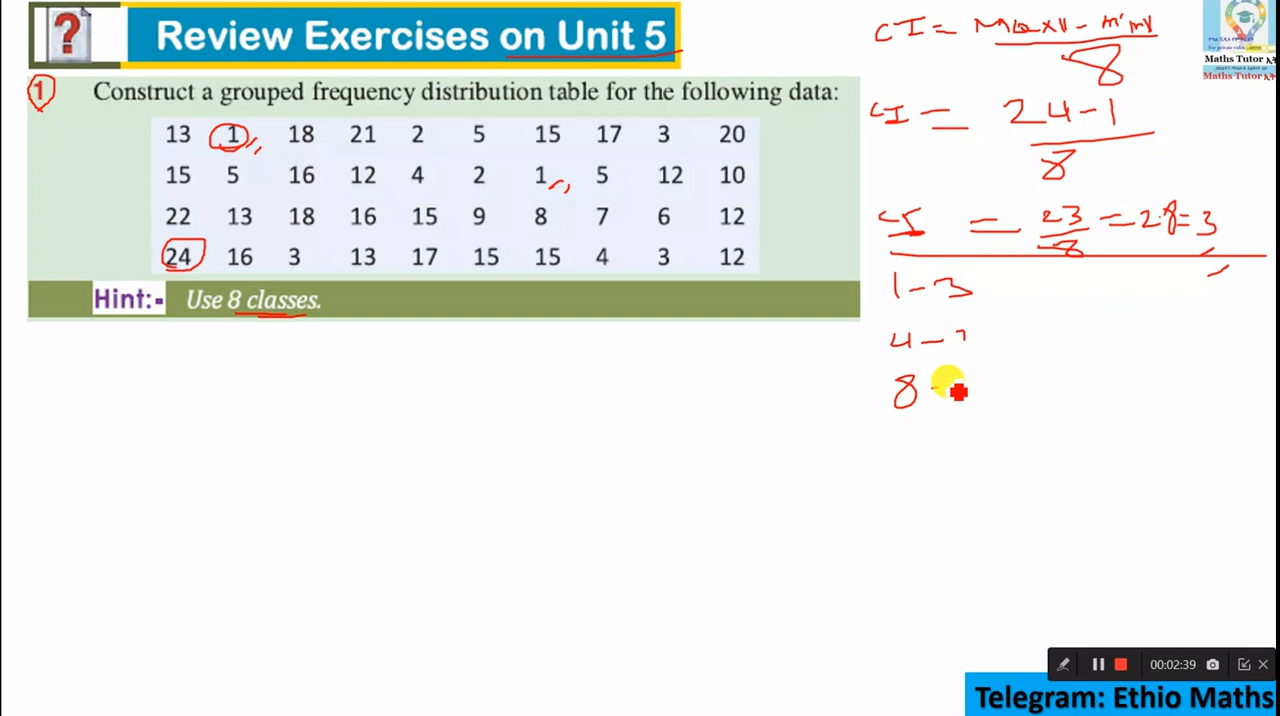 Review Exercises on Unit 5
1 Construct a grouped frequency distribution table for the following data:
13 1 18 21 2 5 15 17 3 20
15 5 16 12 4 2 1 5 12 10
22 13 18 16 15 9 8 7 6 12
24 16 3 13 17 15 15 4 3 12
Hint:- Use 8 classes.
CI =
8
CI = 24-1
8
= 23/8 = 2.8 = 3
1-3
4-
8-
Maths Tutor
Maths Tutor
00:02:39
Telegram: Ethio Maths